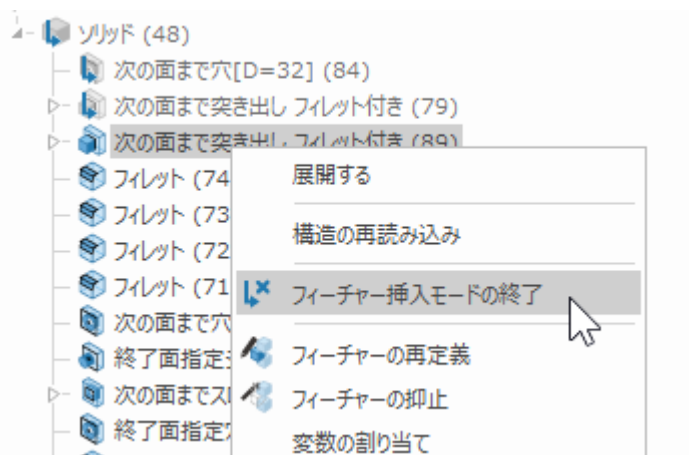 ソリッド (48)
次の面まで穴[D=32] (84)
次の面まで突き出し フィレット付き (79)
次の面まで突き出し フィレット付き (89)
フィレット (74
フィレット (73
フィレット (72
フィレット (71
次の面まで穴
終了面指定
次の面までス
終了面指定
展開する
構造の再読み込み
フィーチャー挿入モードの終了
フィーチャーの再定義
フィーチャーの抑止
変数の割り当て